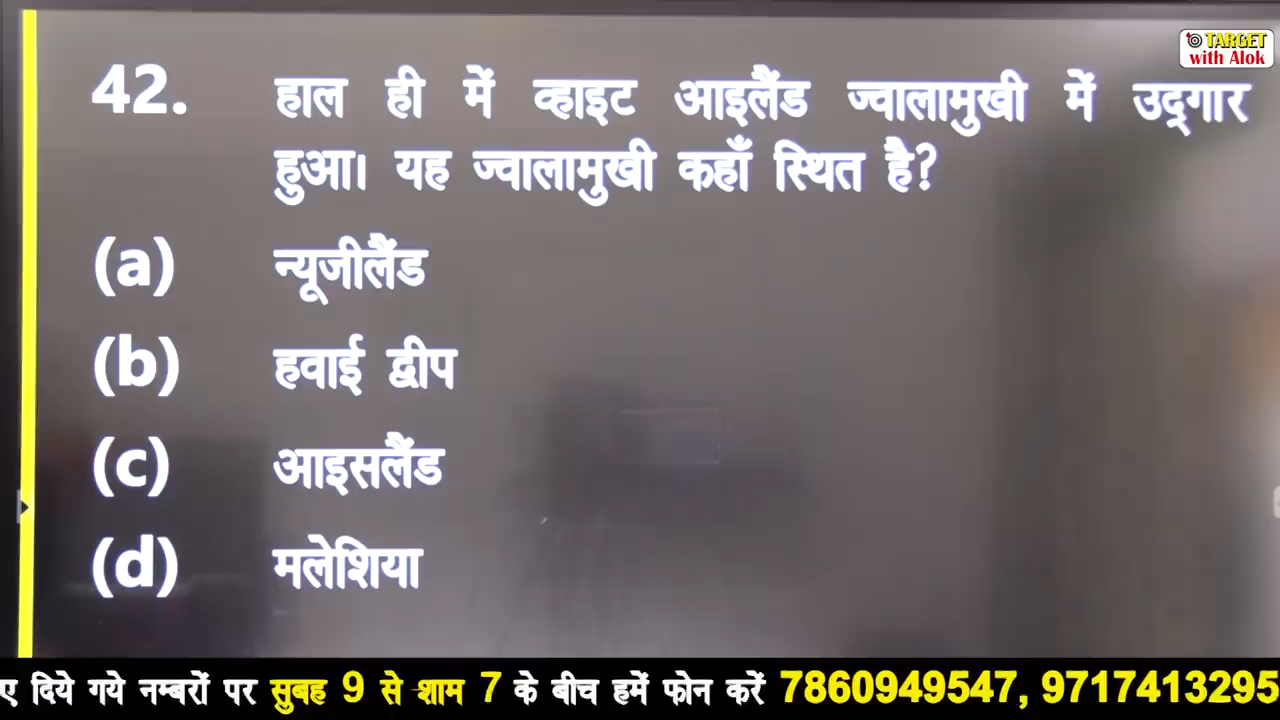 TARGET
with Alok
42. हाल ही में व्हाइट आइलैंड ज्वालामुखी में उद्‌गार
हुआ। यह ज्वालामुखी कहाँ स्थित है?
(a) न्यूजीलैंड
(b) हवाई द्वीप
(c) आइसलैंड
(d) मलेशिया
ए दिये गये नम्बरों पर सुबह 9 से शाम 7 के बीच हमें फोन करें 7860949547, 9717413295